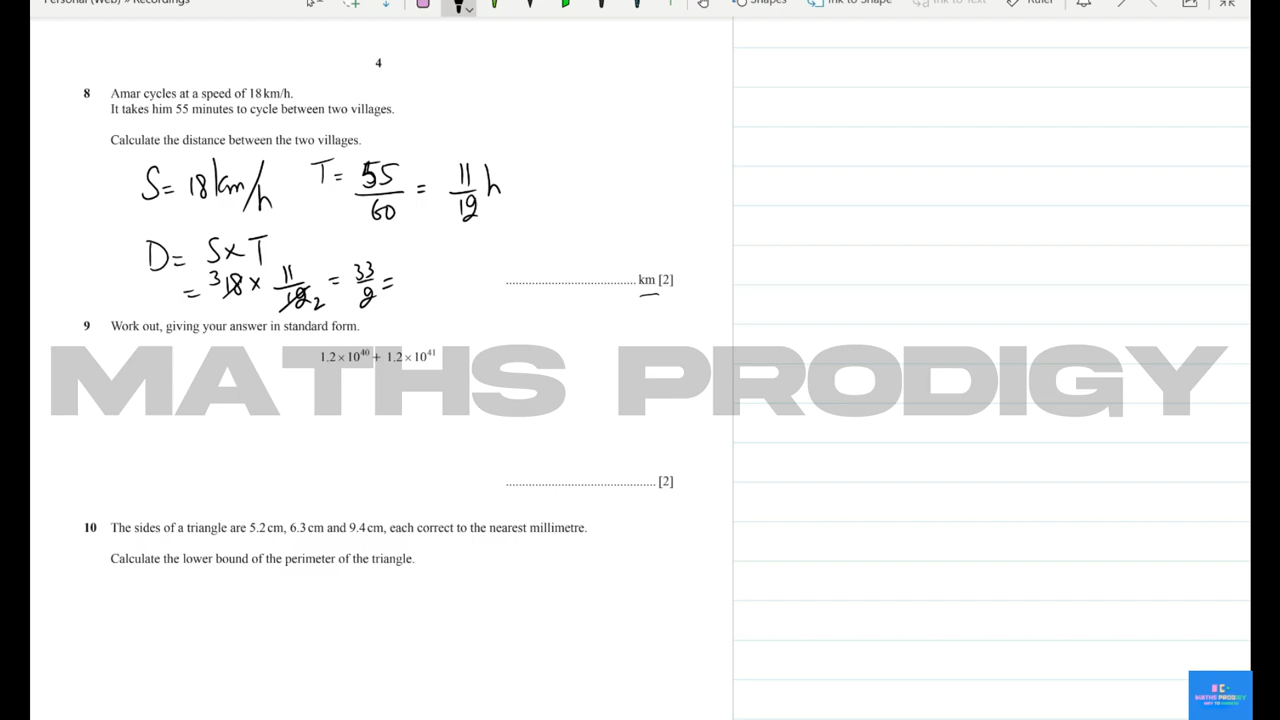 Personal (Web) » Recordings
Shapes Ink to Shape Ink to Text Ruler
4
8 Amar cycles at a speed of 18 km/h.
It takes him 55 minutes to cycle between two villages.
Calculate the distance between the two villages.
S= 18 km/h T= 55/60 = 11/12 h
D= S×T
= 3 18 × 11/12 2 = 33/2 =
.......................................... km [2]
9 Work out, giving your answer in standard form.
1.2 × 10⁴⁰ + 1.2 × 10⁴¹
MATHS PRODIGY
.............................................. [2]
10 The sides of a triangle are 5.2 cm, 6.3 cm and 9.4 cm, each correct to the nearest millimetre.
Calculate the lower bound of the perimeter of the triangle.
MATHS PRODIGY